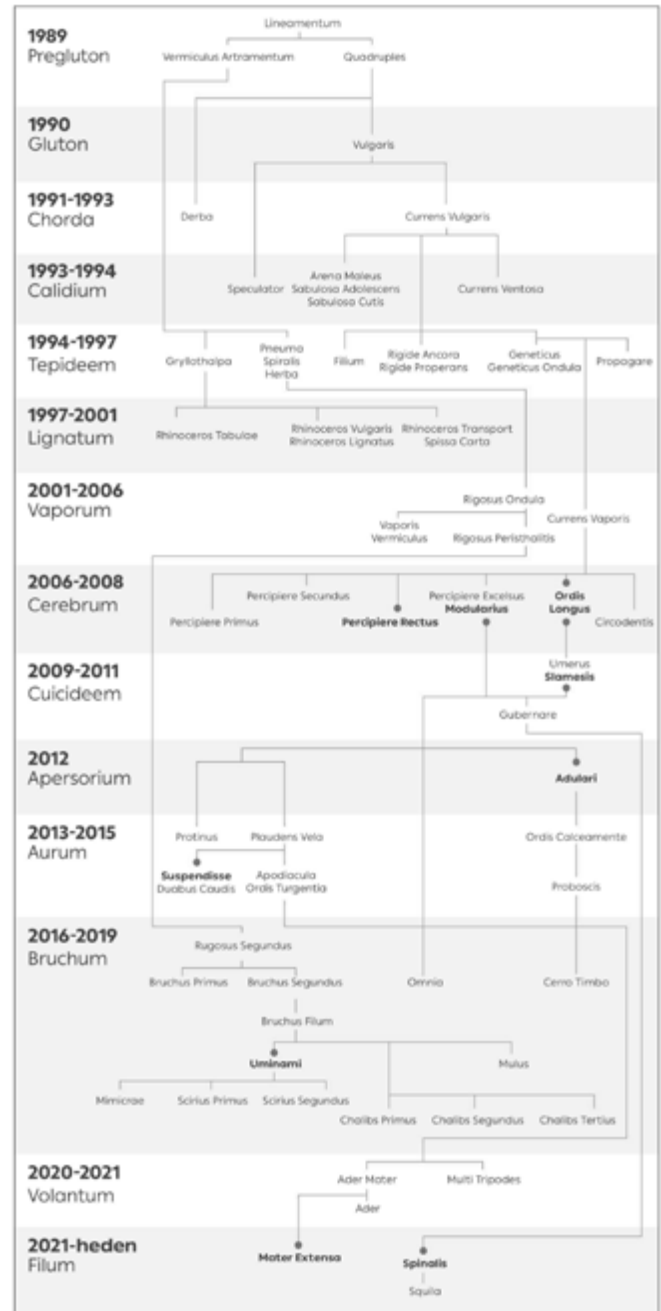 Lineamentum
1989
Pregluton
Vermiculus Artramentum
Quadruples
1990
Gluton
Vulgaris
1991-1993
Chorda
Derba
Currens Vulgaris
1993-1994
Calidium
Speculator
Arena Maleus
Sabulosa Adolescens
Sabulosa Cutis
Currens Ventosa
1994-1997
Tepideem
Gryllothalpa
Pneuma
Spiralis
Herba
Filium
Rigide Ancora
Rigide Properans
Geneticus
Geneticus Ondula
Propagare
1997-2001
Lignatum
Rhinoceros Tabulae
Rhinoceros Vulgaris
Rhinoceros Lignatus
Rhinoceros Transport
Spissa Carta
2001-2006
Vaporum
Rigosus Ondula
Vaporis
Vermiculus
Rigosus Peristhalitis
Currens Vaporis
2006-2008
Cerebrum
Percipiere Primus
Percipiere Secundus
Percipiere Rectus
Percipiere Excelsus
Modularius
Ordis
Longus
Circodentis
2009-2011
Cuicideem
Umerus
Siamesis
Gubernare
2012
Apersorium
Adulari
2013-2015
Aurum
Protinus
Plaudens Vela
Ordis Calceamente
Suspendisse
Duabus Caudis
Apodiacula
Ordis Turgentia
Proboscis
2016-2019
Bruchum
Rugosus Segundus
Bruchus Primus
Bruchus Segundus
Omnia
Cerro Timbo
Bruchus Filum
Uminami
Mulus
Mimicrae
Scirius Primus
Scirius Segundus
Chalibs Primus
Chalibs Segundus
Chalibs Tertius
2020-2021
Volantum
Ader Mater
Multi Tripodes
Ader
2021-heden
Filum
Mater Extensa
Spinalis
Squila